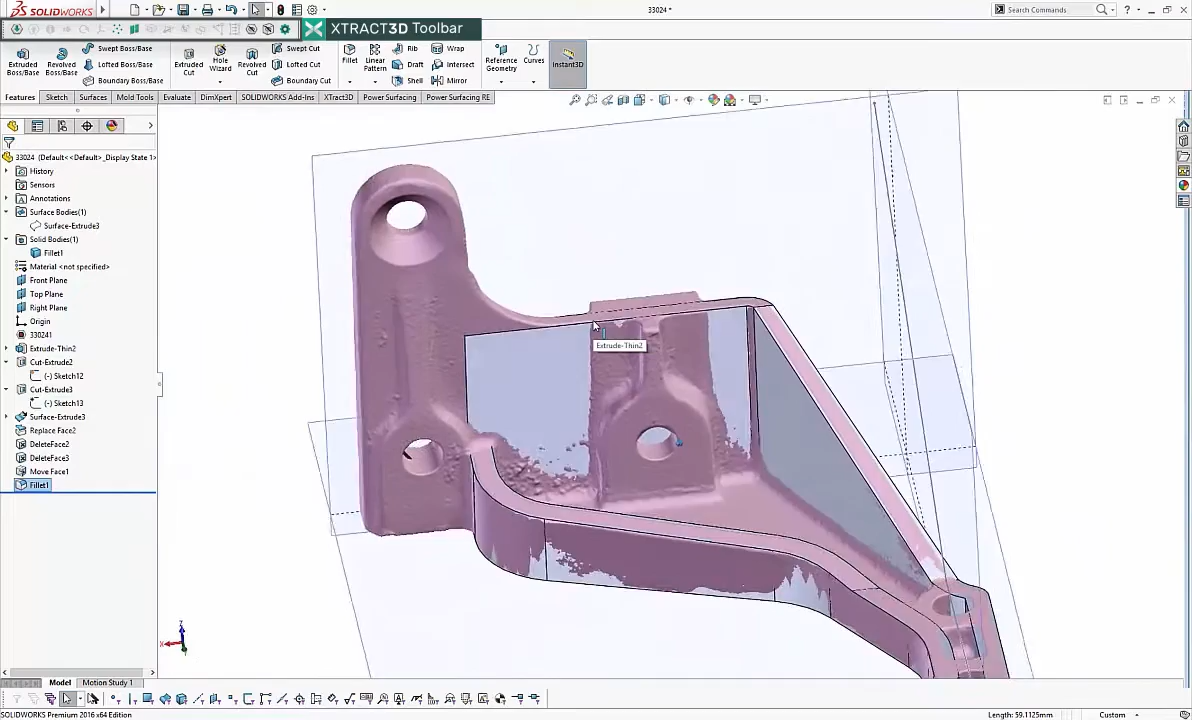 SOLIDWORKS
33024 *
Search Commands
XTRACT3D Toolbar
Extruded Boss/Base
Revolved Boss/Base
Swept Boss/Base
Lofted Boss/Base
Boundary Boss/Base
Extruded Cut
Hole Wizard
Revolved Cut
Swept Cut
Lofted Cut
Boundary Cut
Fillet
Linear Pattern
Rib
Draft
Shell
Wrap
Intersect
Mirror
Reference Geometry
Curves
Instant3D
Features
Sketch
Surfaces
Mold Tools
Evaluate
DimXpert
SOLIDWORKS Add-Ins
XTract3D
Power Surfacing
Power Surfacing RE
33024 (Default<<Default>_Display State 1>
History
Sensors
Annotations
Surface Bodies(1)
Surface-Extrude3
Solid Bodies(1)
Fillet1
Material <not specified>
Front Plane
Top Plane
Right Plane
Origin
330241
Extrude-Thin2
Cut-Extrude2
(-) Sketch12
Cut-Extrude3
(-) Sketch13
Surface-Extrude3
Replace Face2
DeleteFace2
DeleteFace3
Move Face1
Fillet1
Extrude-Thin2
Z
X
Model
Motion Study 1
SOLIDWORKS Premium 2016 x64 Edition
Length: 59.1125mm
Custom